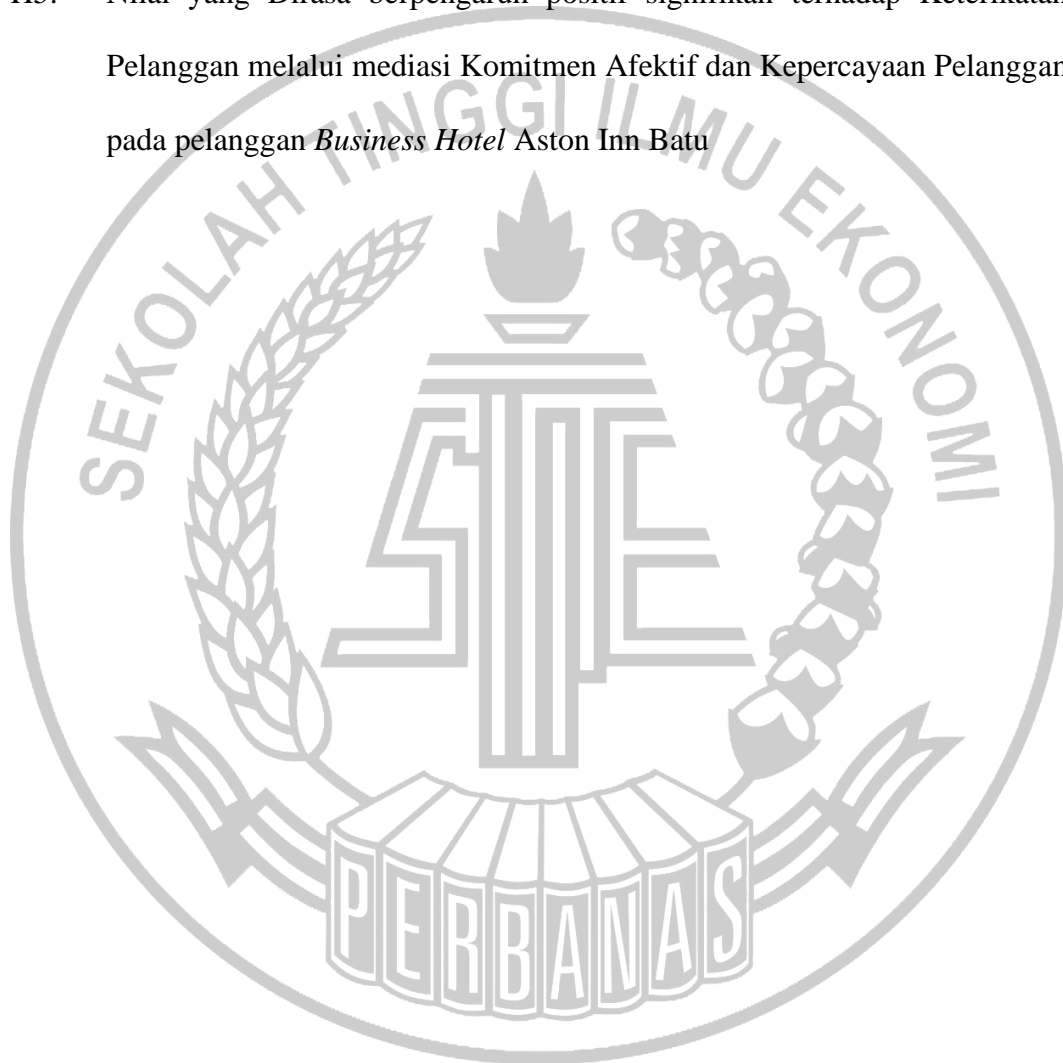 Nilai yang Dirasa berpengaruh positif signifikan terhadap Keterikatan
Pelanggan melalui mediasi Komitmen Afektif dan Kepercayaan Pelanggan
pada pelanggan Business Hotel Aston Inn Batu
SEKOLAH TINGGI ILMU EKONOMI
STIE
PERBANAS